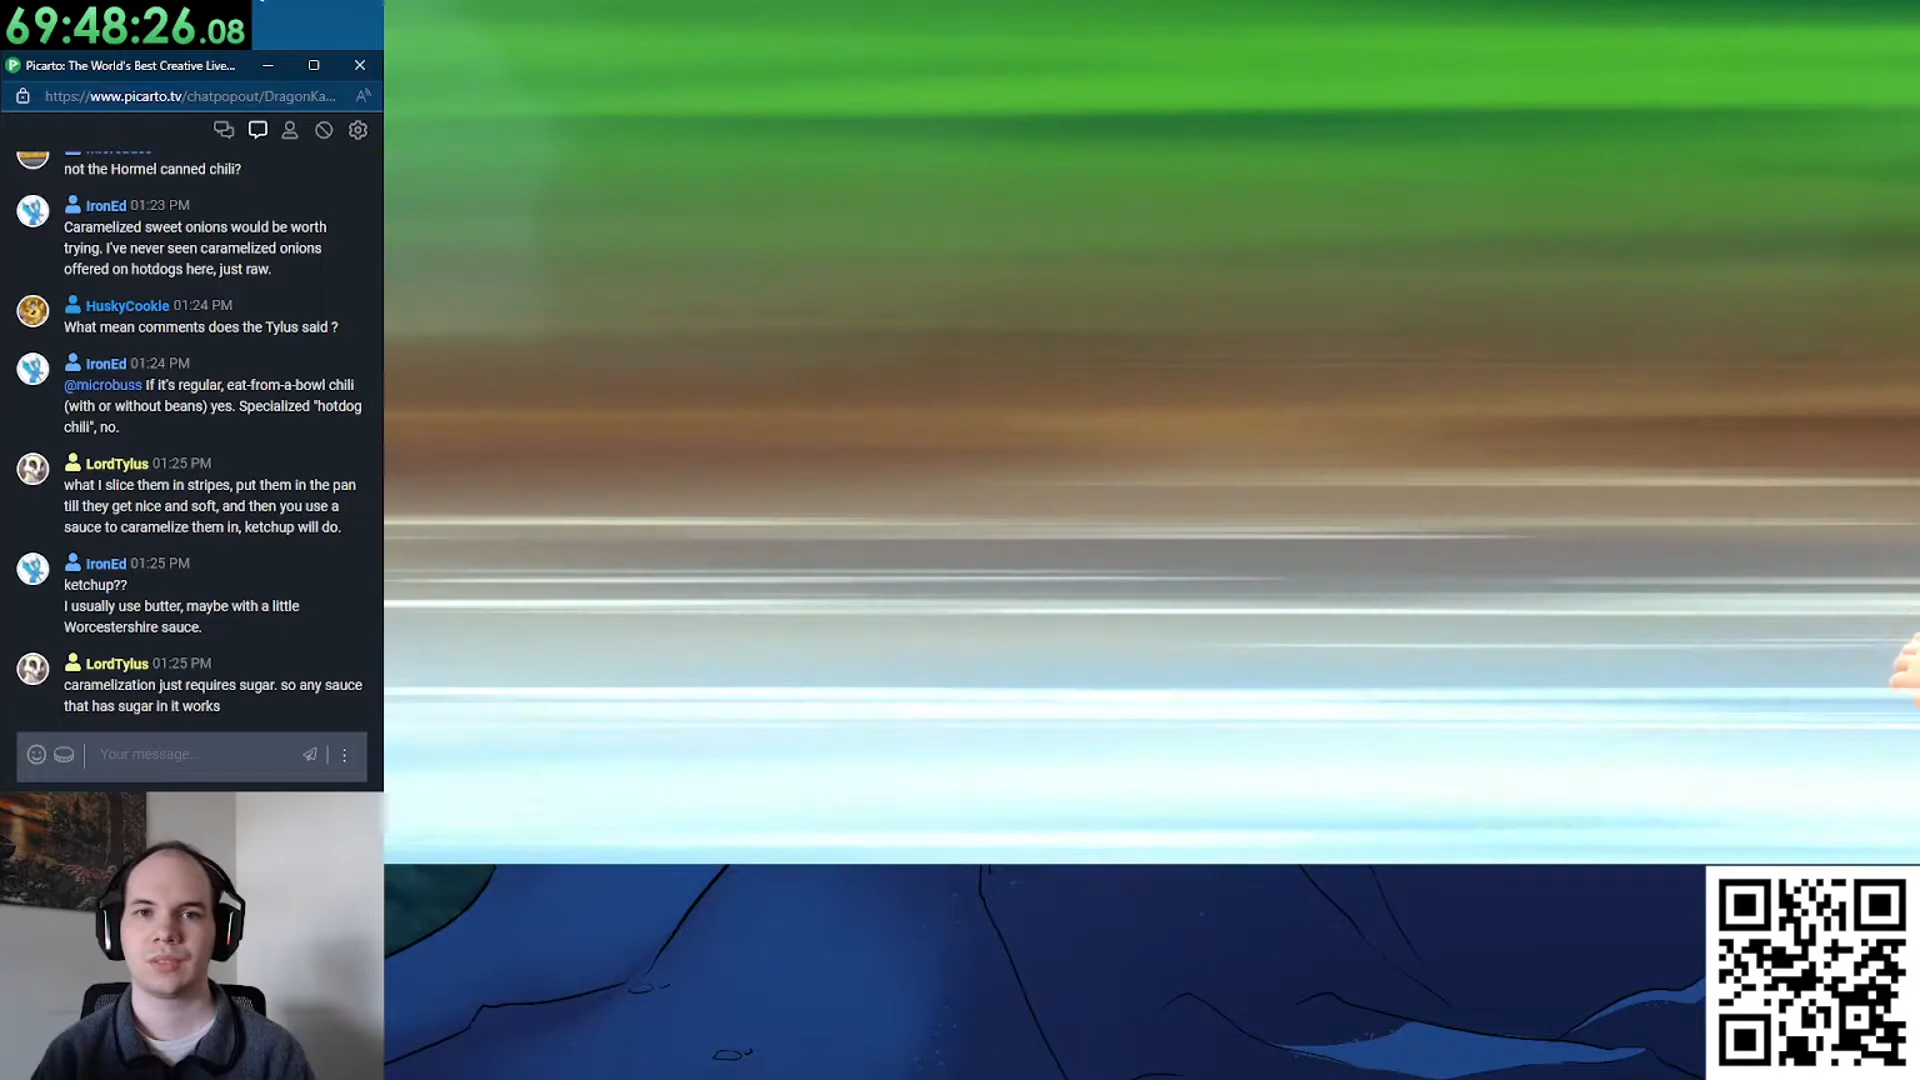 69:48:26.08
Picarto: The World's Best Creative Live...
https://www.picarto.tv/chatpopout/DragonKa...
not the Hormel canned chili?
IronEd 01:23 PM
Caramelized sweet onions would be worth
trying. I've never seen caramelized onions
offered on hotdogs here, just raw.
HuskyCookie 01:24 PM
What mean comments does the Tylus said ?
IronEd 01:24 PM
@microbuss If it's regular, eat-from-a-bowl chili
(with or without beans) yes. Specialized "hotdog
chili", no.
LordTylus 01:25 PM
what I slice them in stripes, put them in the pan
till they get nice and soft, and then you use a
sauce to caramelize them in, ketchup will do.
IronEd 01:25 PM
ketchup??
I usually use butter, maybe with a little
Worcestershire sauce.
LordTylus 01:25 PM
caramelization just requires sugar. so any sauce
that has sugar in it works
Your message...